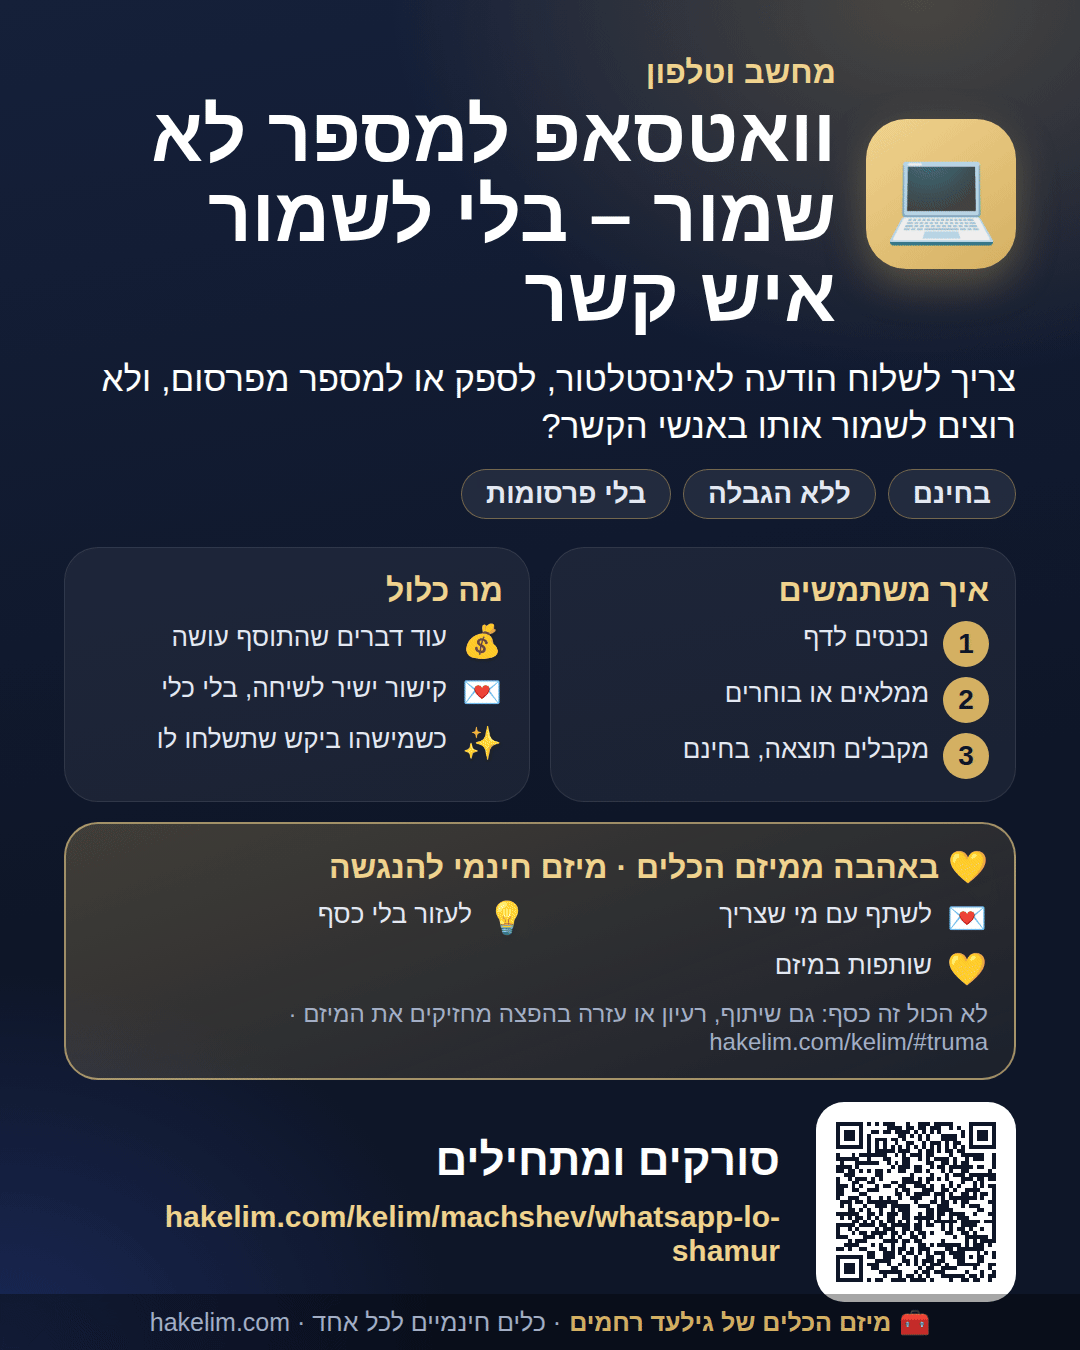 מחשב וטלפון
וואטסאפ למספר לא
שמור – בלי לשמור
איש קשר
צריך לשלוח הודעה לאינסטלטור, לספק או למספר מפרסום, ולא
רוצים לשמור אותו באנשי הקשר?
בחינם
ללא הגבלה
בלי פרסומות
איך משתמשים
1 נכנסים לדף
2 ממלאים או בוחרים
3 מקבלים תוצאה, בחינם
מה כלול
עוד דברים שהתוסף עושה
קישור ישיר לשיחה, בלי כלי
כשמישהו ביקש שתשלחו לו
באהבה ממיזם הכלים · מיזם חינמי להנגשה
לשתף עם מי שצריך
לעזור בלי כסף
שותפות במיזם
לא הכול זה כסף: גם שיתוף, רעיון או עזרה בהפצה מחזיקים את המיזם ·
hakelim.com/kelim/#truma
סורקים ומתחילים
hakelim.com/kelim/machshev/whatsapp-lo-
shamur
מיזם הכלים של גילעד רחמים · כלים חינמיים לכל אחד · hakelim.com